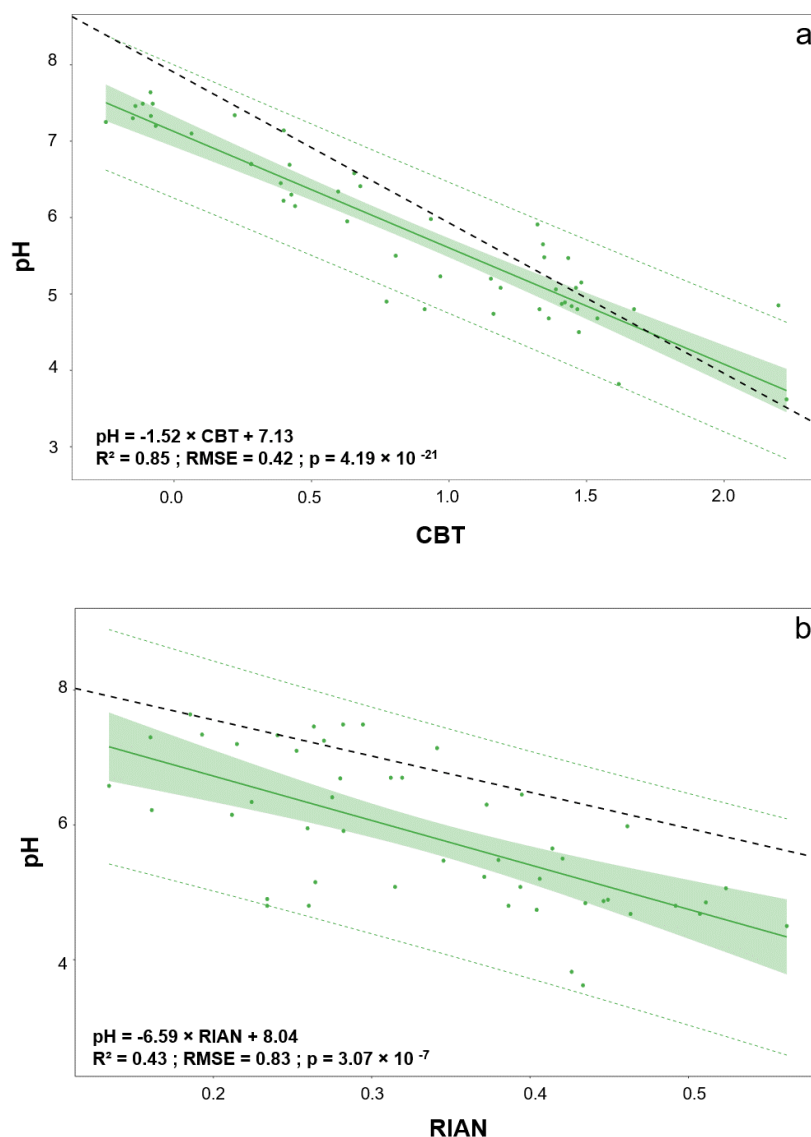 a
8
7
6
5
4
3
pH
pH = -1.52 × CBT + 7.13
R² = 0.85 ; RMSE = 0.42 ; p = 4.19 × 10 -21
0.0 0.5 1.0 1.5 2.0
CBT
b
8
6
4
pH
pH = -6.59 × RIAN + 8.04
R² = 0.43 ; RMSE = 0.83 ; p = 3.07 × 10 -7
0.2 0.3 0.4 0.5
RIAN